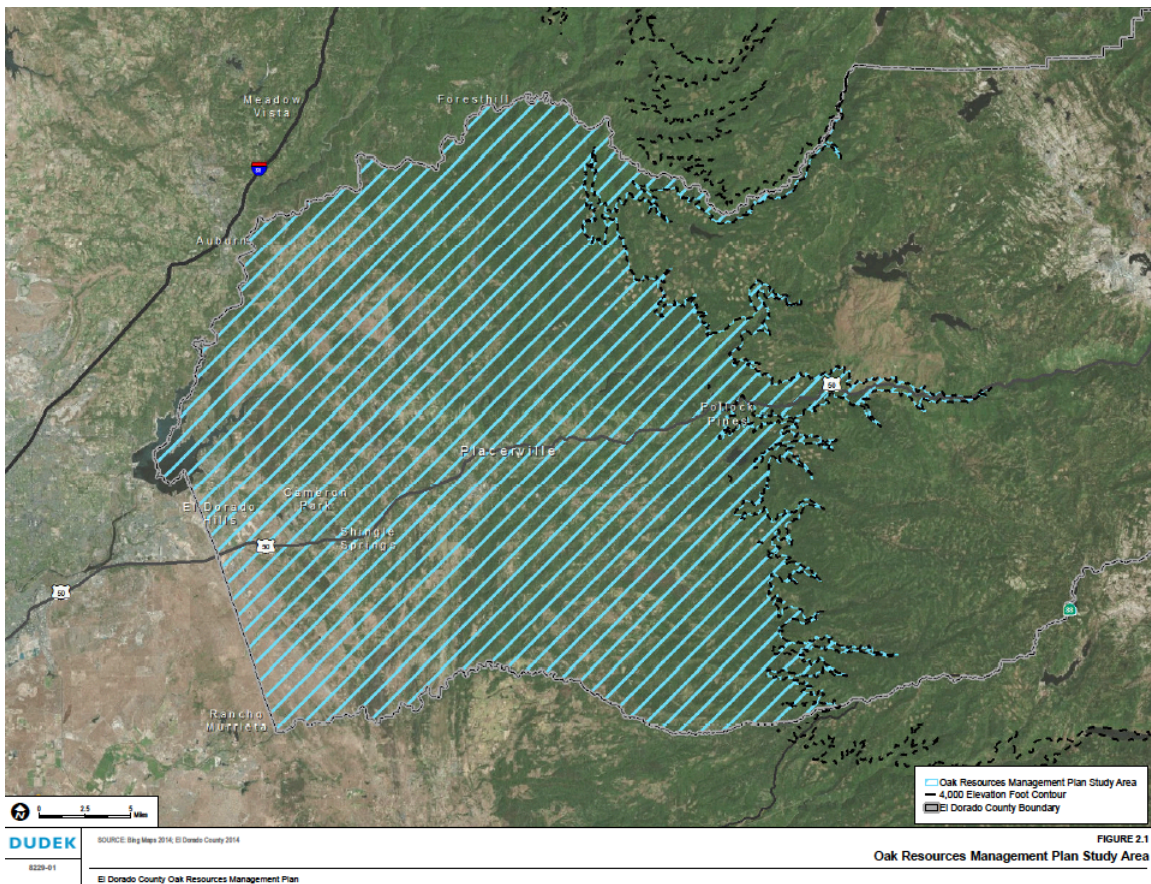 Meadow
Vista
Foresthill
80
Auburn
50
Pollock
Pines
Placerville
Cameron
Park
El Dorado
Hills
Shingle
Springs
50
50
88
Rancho
Murrieta
Oak Resources Management Plan Study Area
4,000 Elevation Foot Contour
El Dorado County Boundary
N
0 2.5 5
Miles
DUDEK
8229-01
SOURCE: Bing Maps 2014; El Dorado County 2014
FIGURE 2.1
Oak Resources Management Plan Study Area
El Dorado County Oak Resources Management Plan